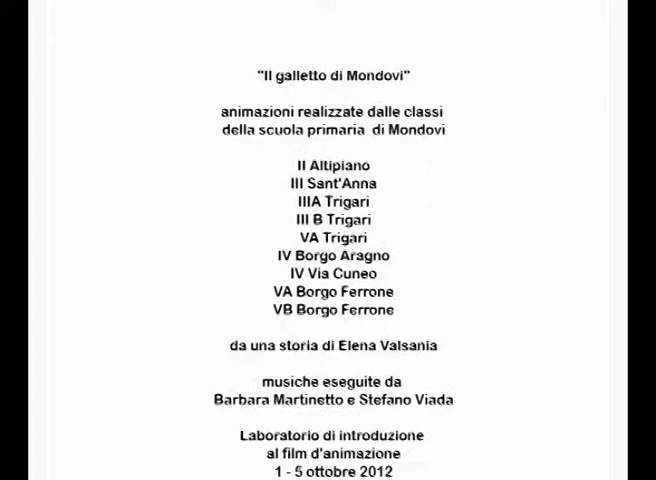 "Il galletto di Mondovi"
animazioni realizzate dalle classi
della scuola primaria di Mondovi
II Altipiano
III Sant'Anna
IIIA Trigari
III B Trigari
VA Trigari
IV Borgo Aragno
IV Via Cuneo
VA Borgo Ferrone
VB Borgo Ferrone
da una storia di Elena Valsania
musiche eseguite da
Barbara Martinetto e Stefano Viada
Laboratorio di introduzione
al film d'animazione
1 - 5 ottobre 2012